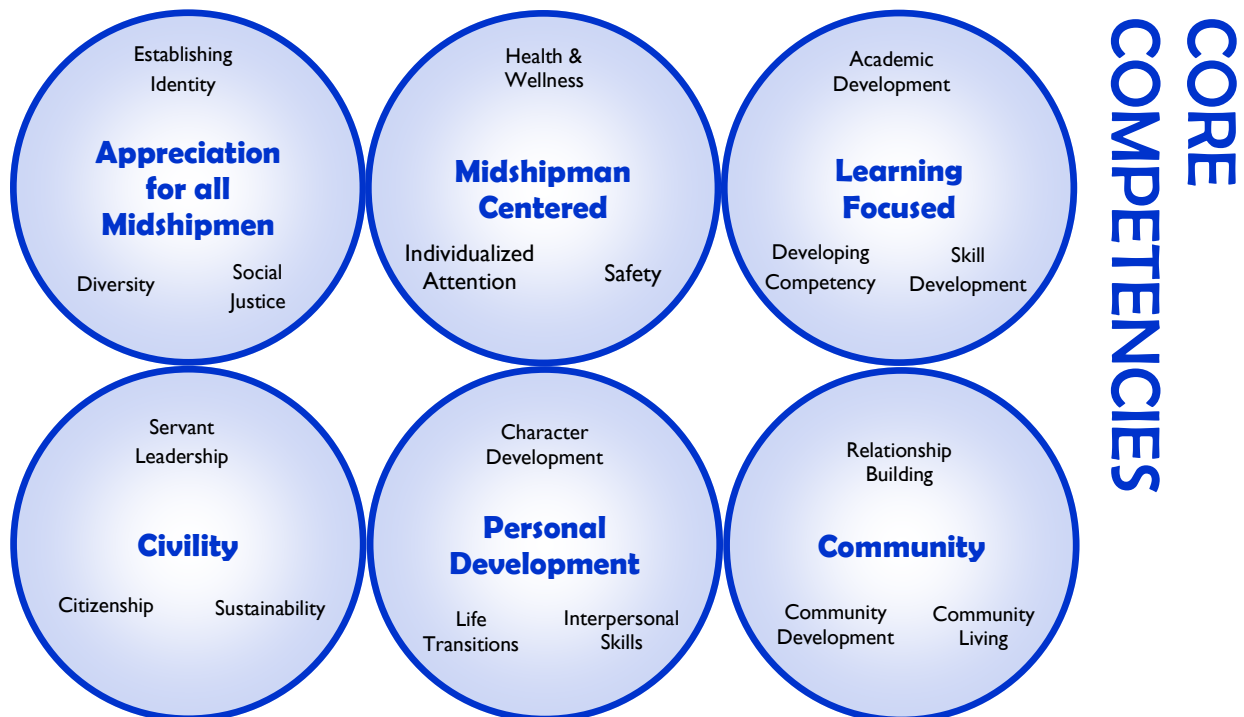 Establishing
Identity
Appreciation
for all
Midshipmen
Diversity
Social
Justice
Health &
Wellness
Midshipman
Centered
Individualized
Attention
Safety
Academic
Development
Learning
Focused
Developing
Competency
Skill
Development
Servant
Leadership
Civility
Citizenship
Sustainability
Character
Development
Personal
Development
Life
Transitions
Interpersonal
Skills
Relationship
Building
Community
Community
Development
Community
Living
CORE
COMPETENCIES